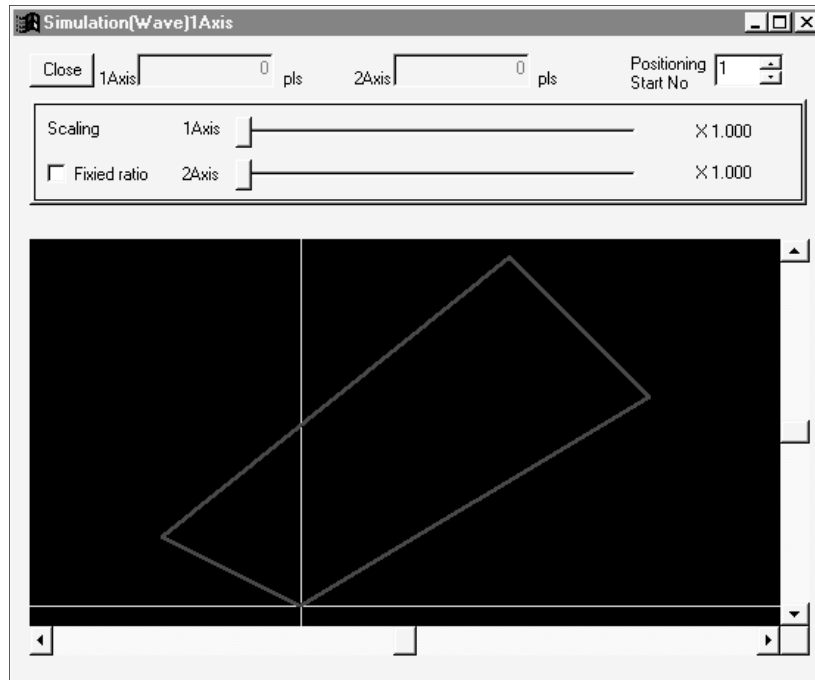 Simulation(Wave)1Axis
Close 1Axis 0 pls 2Axis 0 pls Positioning Start No 1
Scaling 1Axis X 1.000
Fixied ratio 2Axis X 1.000